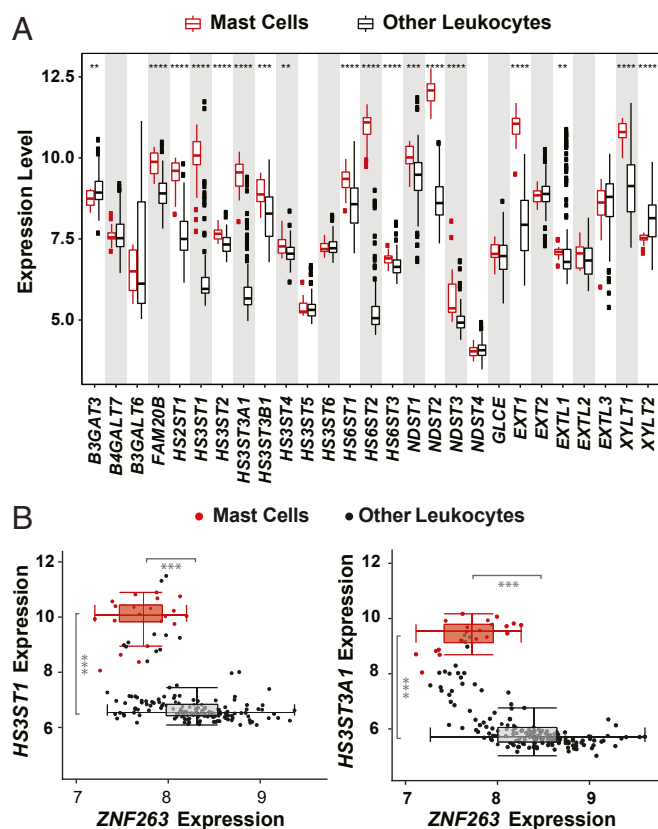 A
Mast Cells Other Leukocytes
** **** **** **** **** **** *** ** **** **** *** *** **** **** **** ** **** ****
Expression Level
12.5
10.0
7.5
5.0
B3GAT3 B4GALT7 B3GALT6 FAM20B HS2ST1 HS3ST1 HS3ST2 HS3ST3A1 HS3ST3B1 HS3ST4 HS3ST5 HS3ST6 HS6ST1 HS6ST2 HS6ST3 NDST1 NDST2 NDST3 NDST4 GLCE EXT1 EXT2 EXTL1 EXTL2 EXTL3 XYLT1 XYLT2
B
Mast Cells Other Leukocytes
HS3ST1 Expression
12
10
8
6
***
***
7 8 9
ZNF263 Expression
HS3ST3A1 Expression
12
10
8
6
***
***
7 8 9
ZNF263 Expression